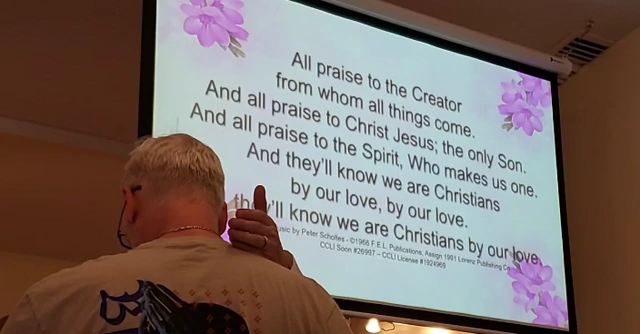 All praise to the Creator
from whom all things come.
And all praise to Christ Jesus; the only Son.
And all praise to the Spirit, Who makes us one.
And they'll know we are Christians
by our love, by our love.
they'll know we are Christians by our love.
Music by Peter Scholtes - ©1966 F.E.L. Publications, Assign 1991 Lorenz Publishing
CCLI Soon #26997 – CCLI License #1924969